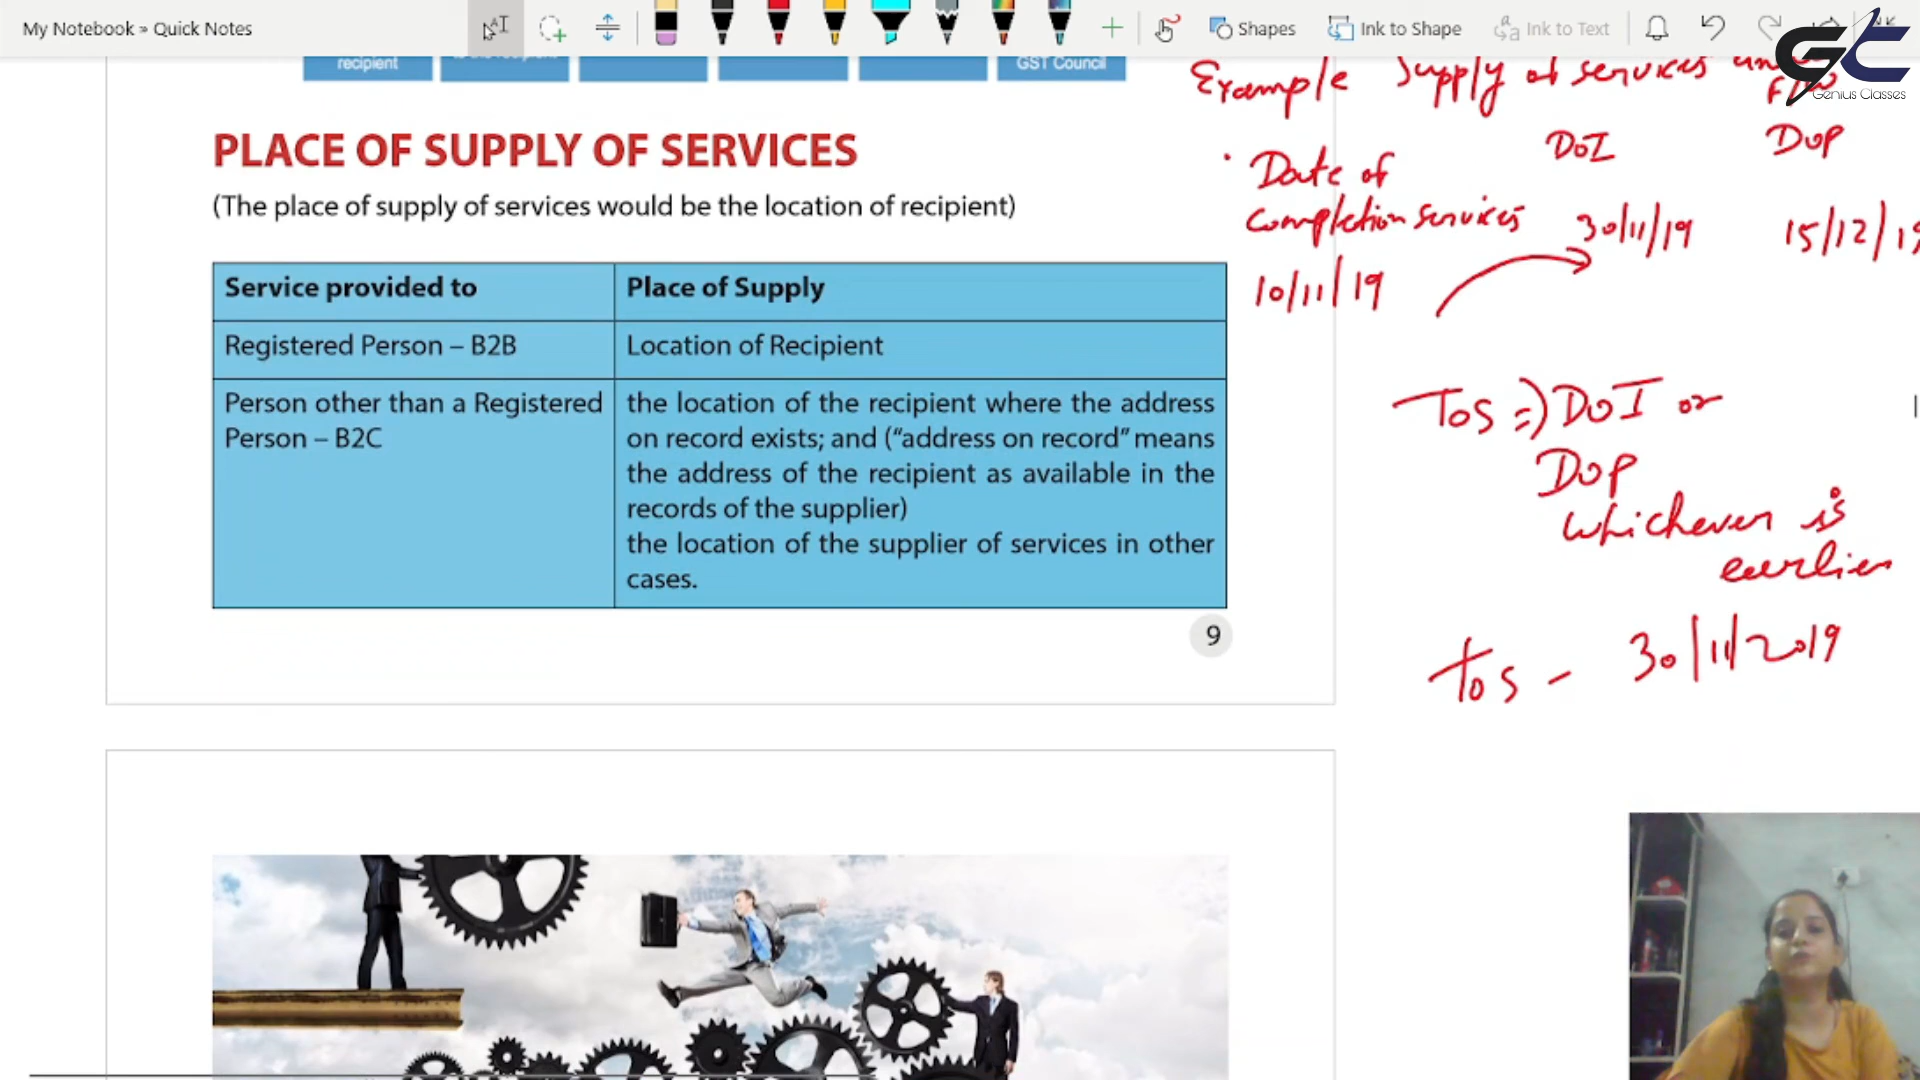 My Notebook » Quick Notes
Shapes
Ink to Shape
Ink to Text
GC
Genius Classes
recipient
GST Council
PLACE OF SUPPLY OF SERVICES
(The place of supply of services would be the location of recipient)
Service provided to
Place of Supply
Registered Person – B2B
Location of Recipient
Person other than a Registered
Person – B2C
the location of the recipient where the address
on record exists; and (“address on record” means
the address of the recipient as available in the
records of the supplier)
the location of the supplier of services in other
cases.
9
Example Supply of services
DOI
DOP
Date of
Completion services
30/11/19
15/12/19
10/11/19
TOS => DOI or
DOP
whichever is
earlier
TOS - 30/11/2019